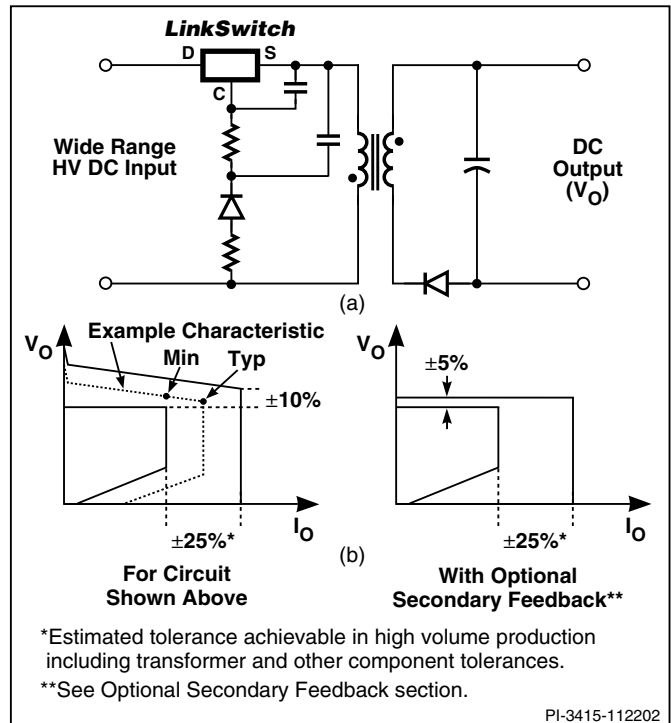 LinkSwitch
D S
C
Wide Range
HV DC Input
DC
Output
(VO)
(a)
VO
Example Characteristic
Min Typ
±10%
IO
±25%*
For Circuit
Shown Above
(b)
VO
±5%
IO
±25%*
With Optional
Secondary Feedback**
*Estimated tolerance achievable in high volume production
including transformer and other component tolerances.
**See Optional Secondary Feedback section.
PI-3415-112202